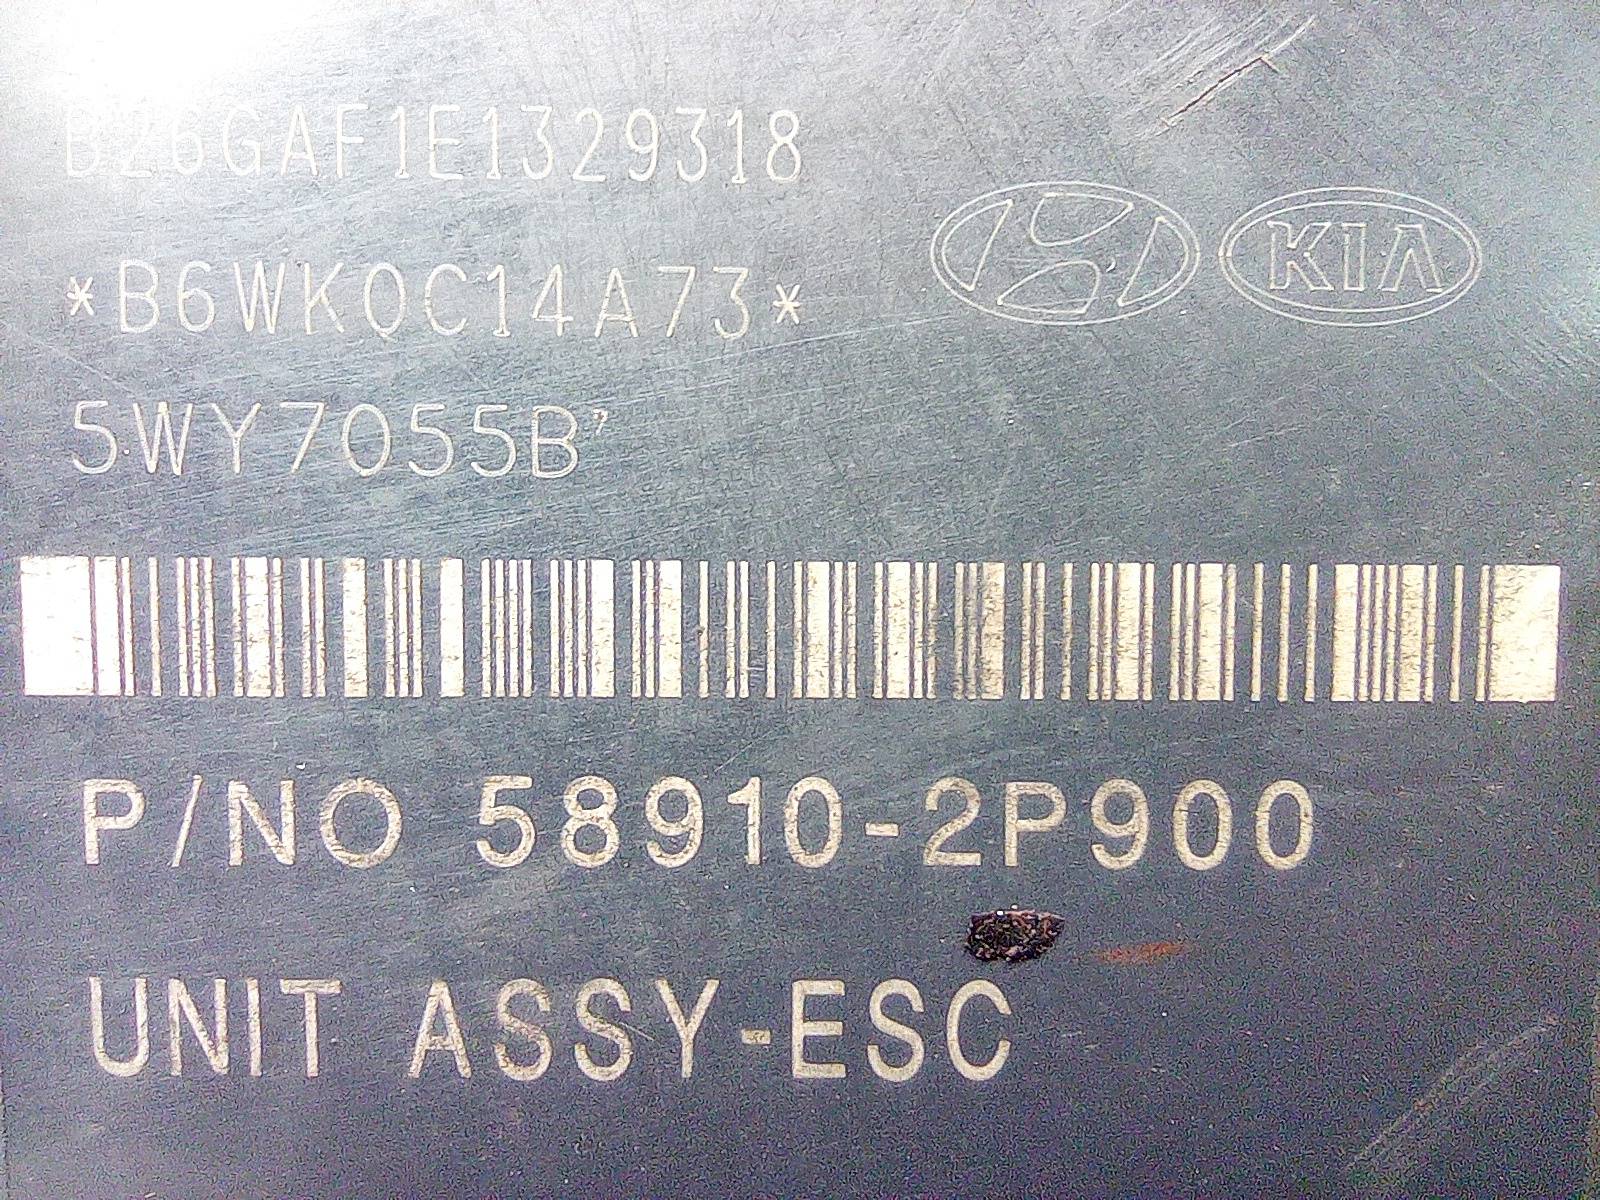 B26GAF1E1329318
*B6WK0C14A73*
KIA
5WY7055B'
P/NO 58910-2P900
UNIT ASSY-ESC